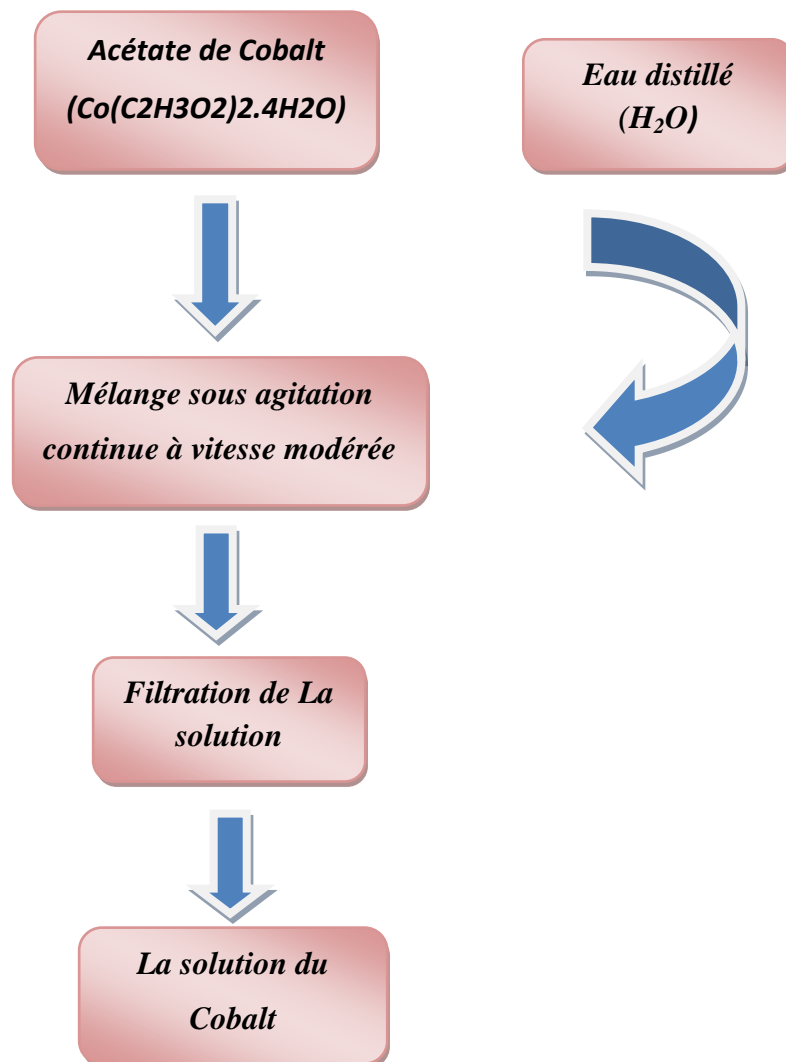 Acétate de Cobalt
(Co(C2H3O2)2.4H2O)
Eau distillé
(H₂O)
Mélange sous agitation
continue à vitesse modérée
Filtration de La
solution
La solution du
Cobalt